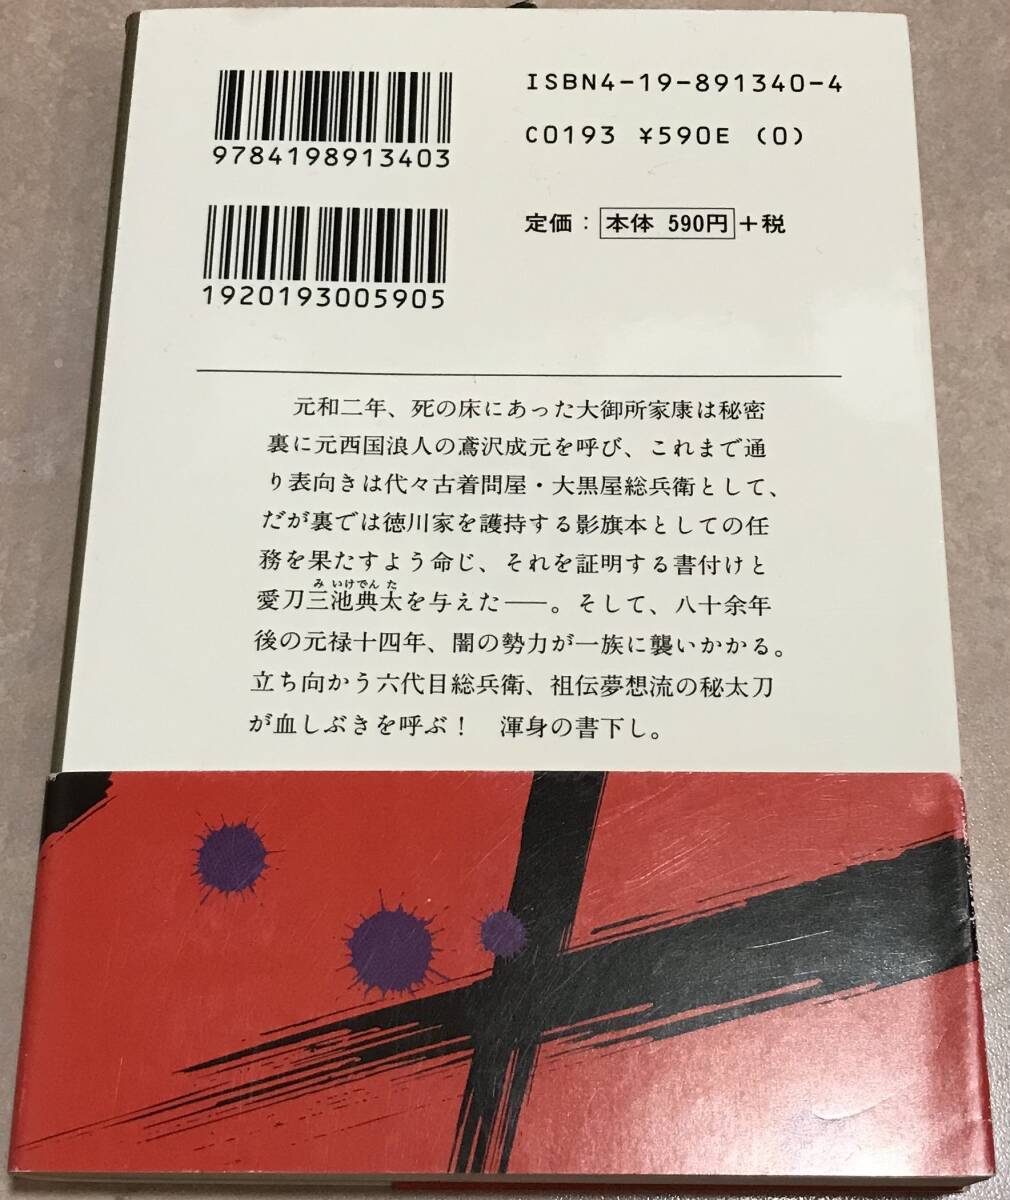 ISBN4-19-891340-4
C0193 ¥590E (0)
9784198913403
定価：本体 590円＋税
1920193005905
元和二年、死の床にあった大御所家康は秘密
裏に元西国浪人の鳶沢成元を呼び、これまで通
り表向きは代々古着問屋・大黒屋総兵衛として、
だが裏では徳川家を護持する影旗本としての任
務を果たすよう命じ、それを証明する書付けと
みいけでんた
愛刀三池典太を与えた――。そして、八十余年
後の元禄十四年、闇の勢力が一族に襲いかかる。
立ち向かう六代目総兵衛、祖伝夢想流の秘太刀
が血しぶきを呼ぶ！　渾身の書下し。